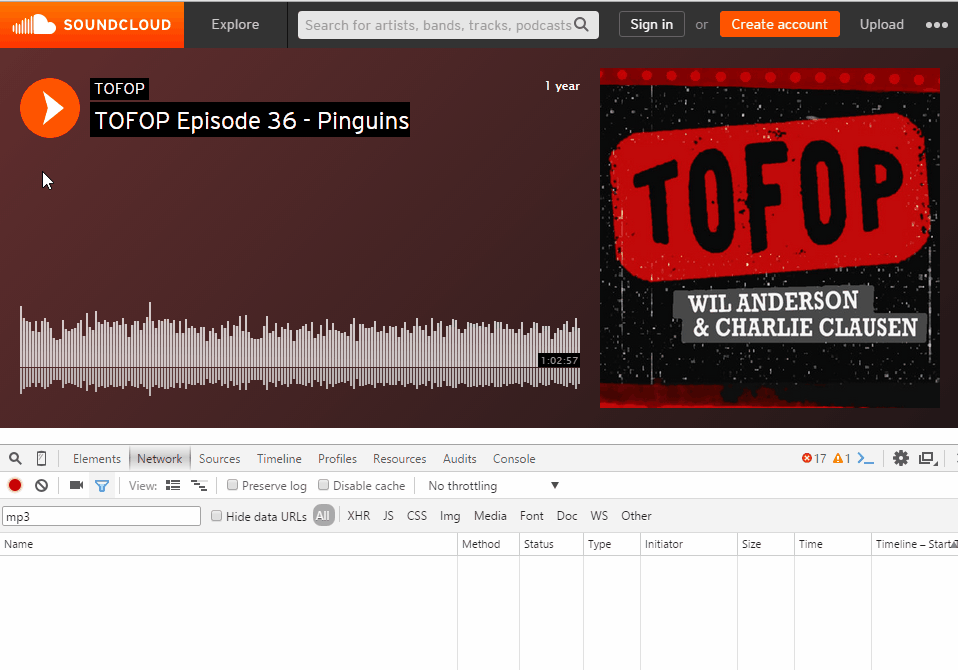 SOUNDCLOUD Explore Search for artists, bands, tracks, podcasts Sign in or Create account Upload
TOFOP
1 year
TOFOP Episode 36 - Pinguins
TOFOP
WIL ANDERSON
& CHARLIE CLAUSEN
1:02:57
Elements Network Sources Timeline Profiles Resources Audits Console 17 1
View: Preserve log Disable cache No throttling
mp3 Hide data URLs All XHR JS CSS Img Media Font Doc WS Other
Name Method Status Type Initiator Size Time Timeline – Start